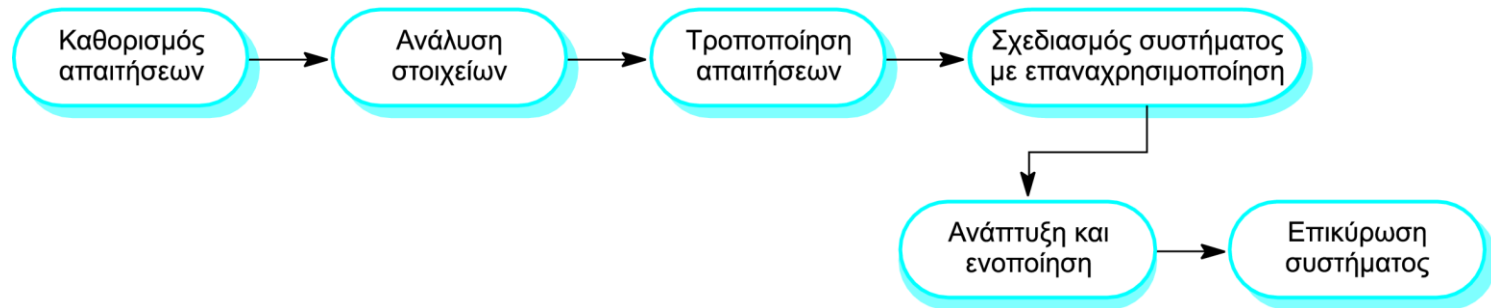 Καθορισμός
απαιτήσεων
Ανάλυση
στοιχείων
Τροποποίηση
απαιτήσεων
Σχεδιασμός συστήματος
με επαναχρησιμοποίηση
Ανάπτυξη και
ενοποίηση
Επικύρωση
συστήματος